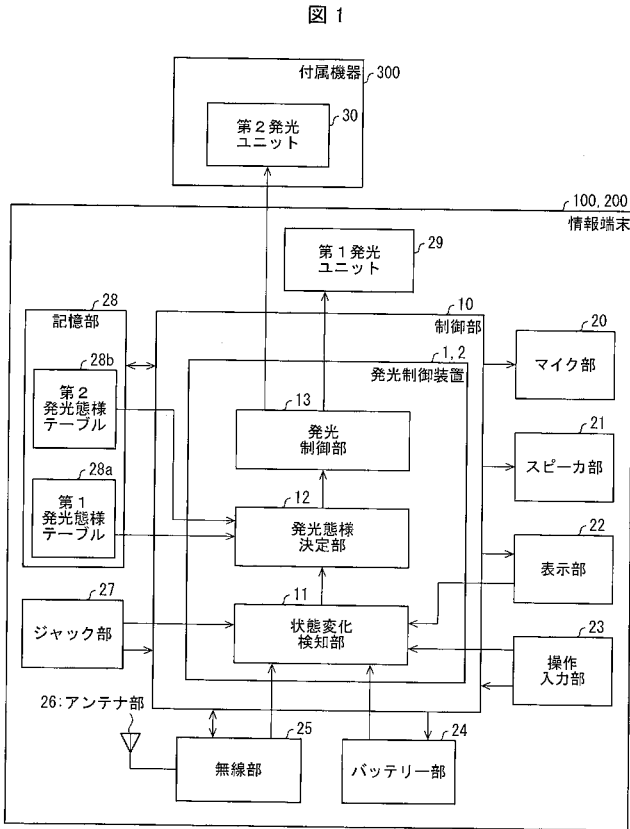 図1
付属機器
300
30
第2発光
ユニット
100, 200
情報端末
29
第1発光
ユニット
28
記憶部
10
制御部
20
マイク部
1, 2
発光制御装置
28b
第2
発光態様
テーブル
13
発光
制御部
21
スピーカ部
28a
第1
発光態様
テーブル
12
発光態様
決定部
22
表示部
27
ジャック部
11
状態変化
検知部
23
操作
入力部
26:アンテナ部
25
無線部
24
バッテリー部